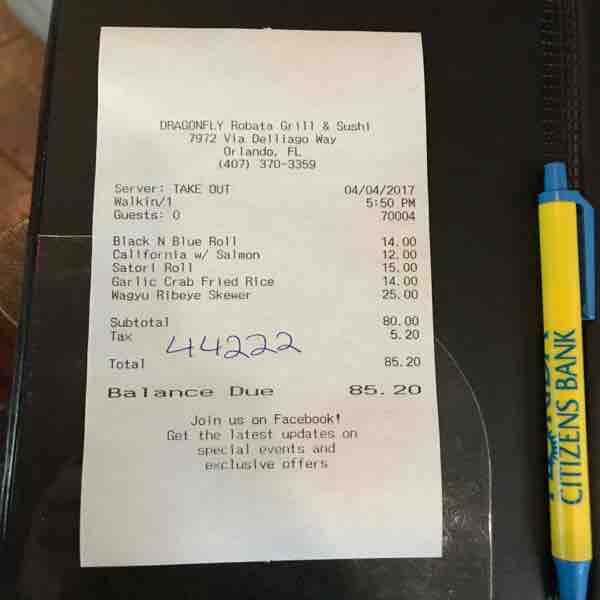 DRAGONFLY Robata Grill & Sushi
7972 Via Dellagio Way
Orlando, FL
(407) 370-3359
Server: TAKE OUT 04/04/2017
Walkin/1 5:50 PM
Guests: 0 70004
Black N Blue Roll 14.00
California w/ Salmon 12.00
Satori Roll 15.00
Garlic Crab Fried Rice 14.00
Wagyu Ribeye Skewer 25.00
Subtotal 80.00
Tax 5.20
44222
Total 85.20
Balance Due 85.20
Join us on Facebook!
Get the latest updates on
special events and
exclusive offers
CITIZENS BANK